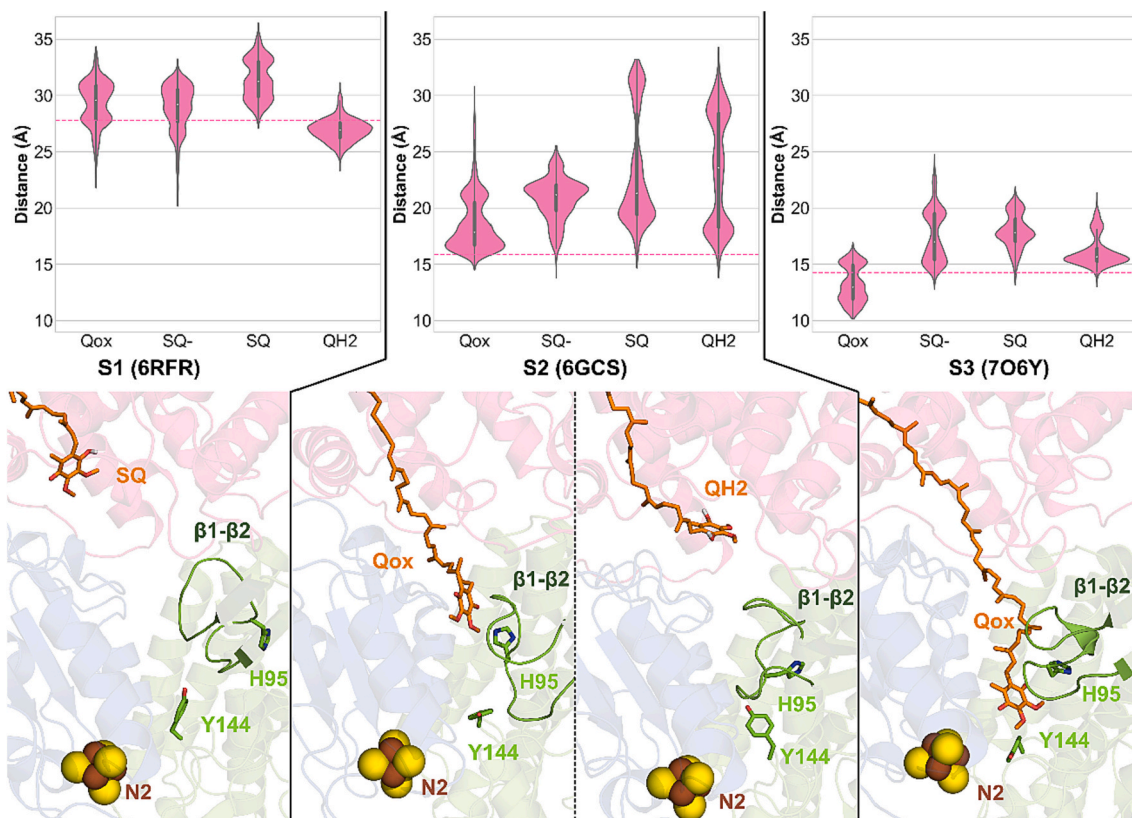 35
30
25
20
15
10
Distance (Å)
Qox SQ- SQ QH2
S1 (6RFR)
35
30
25
20
15
10
Distance (Å)
Qox SQ- SQ QH2
S2 (6GCS)
35
30
25
20
15
10
Distance (Å)
Qox SQ- SQ QH2
S3 (7O6Y)
SQ
β1-β2
H95
Y144
N2
Qox
β1-β2
H95
Y144
N2
QH2
β1-β2
H95
Y144
N2
Qox
β1-β2
H95
Y144
N2